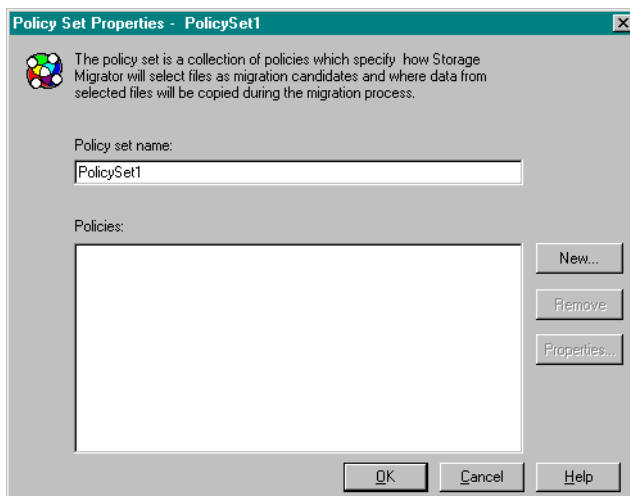 Policy Set Properties - PolicySet1
The policy set is a collection of policies which specify how Storage
Migrator will select files as migration candidates and where data from
selected files will be copied during the migration process.
Policy set name:
PolicySet1
Policies:
New...
Remove
Properties...
OK
Cancel
Help